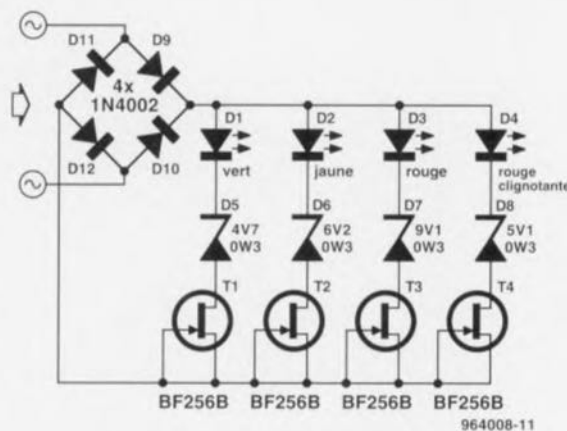 D11
D9
4x
1N4002
D12
D10
D1
D2
D3
D4
vert
jaune
rouge
rouge
clignotante
D5
D6
D7
D8
4V7
0W3
6V2
0W3
9V1
0W3
5V1
0W3
T1
T2
T3
T4
BF256B
BF256B
BF256B
BF256B
964008-11